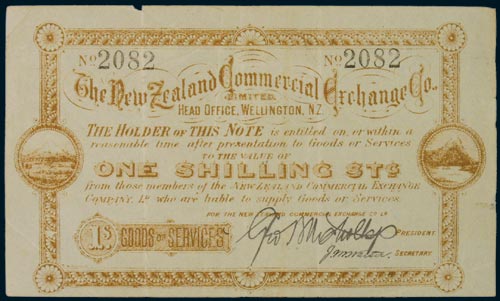 No 2082 No 2082
The New Zealand Commercial Exchange Co.
LIMITED.
HEAD OFFICE, WELLINGTON, N.Z.
THE HOLDER OF THIS NOTE is entitled on, or within a
reasonable time after presentation to Goods or Services
TO THE VALUE OF
ONE SHILLING STG
from those members of the NEW ZEALAND COMMERCIAL EXCHANGE
COMPANY, Ld who are liable to supply Goods or Services.
FOR THE NEW ZEALAND COMMERCIAL EXCHANGE CO Ld
1s GOODS OR SERVICES
PRESIDENT
SECRETARY